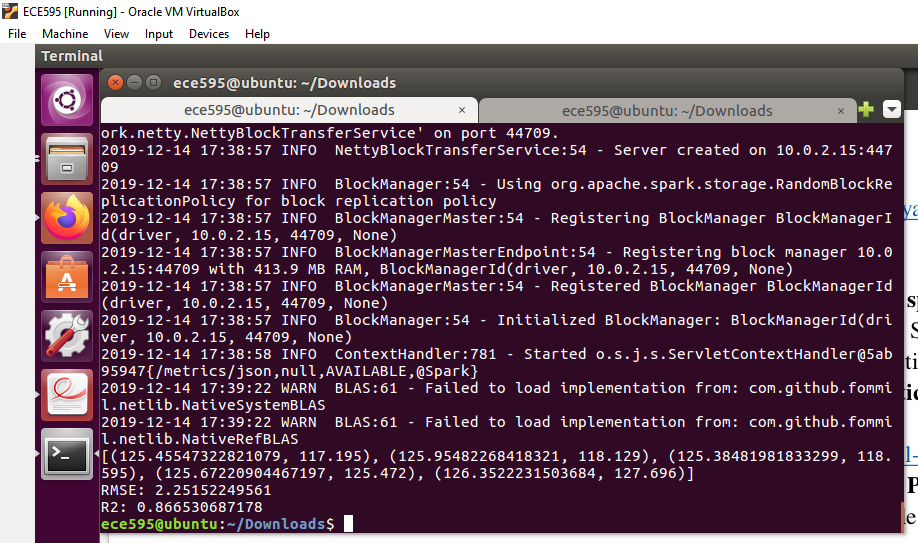 ECE595 [Running] - Oracle VM VirtualBox
File Machine View Input Devices Help
Terminal
ece595@ubuntu: ~/Downloads
ece595@ubuntu: ~/Downloads × ece595@ubuntu: ~/Downloads ×
ork.netty.NettyBlockTransferService' on port 44709.
2019-12-14 17:38:57 INFO  NettyBlockTransferService:54 - Server created on 10.0.2.15:447
09
2019-12-14 17:38:57 INFO  BlockManager:54 - Using org.apache.spark.storage.RandomBlockRe
plicationPolicy for block replication policy
2019-12-14 17:38:57 INFO  BlockManagerMaster:54 - Registering BlockManager BlockManagerI
d(driver, 10.0.2.15, 44709, None)
2019-12-14 17:38:57 INFO  BlockManagerMasterEndpoint:54 - Registering block manager 10.0
.2.15:44709 with 413.9 MB RAM, BlockManagerId(driver, 10.0.2.15, 44709, None)
2019-12-14 17:38:57 INFO  BlockManagerMaster:54 - Registered BlockManager BlockManagerId
(driver, 10.0.2.15, 44709, None)
2019-12-14 17:38:57 INFO  BlockManager:54 - Initialized BlockManager: BlockManagerId(dri
ver, 10.0.2.15, 44709, None)
2019-12-14 17:38:58 INFO  ContextHandler:781 - Started o.s.j.s.ServletContextHandler@5ab
95947{/metrics/json,null,AVAILABLE,@Spark}
2019-12-14 17:39:22 WARN  BLAS:61 - Failed to load implementation from: com.github.fommi
l.netlib.NativeSystemBLAS
2019-12-14 17:39:22 WARN  BLAS:61 - Failed to load implementation from: com.github.fommi
l.netlib.NativeRefBLAS
[(125.45547322821079, 117.195), (125.95482268418321, 118.129), (125.38481981833299, 118.
595), (125.67220904467197, 125.472), (126.3522231503684, 127.696)]
RMSE: 2.25152249561
R2: 0.866530687178
ece595@ubuntu:~/Downloads$